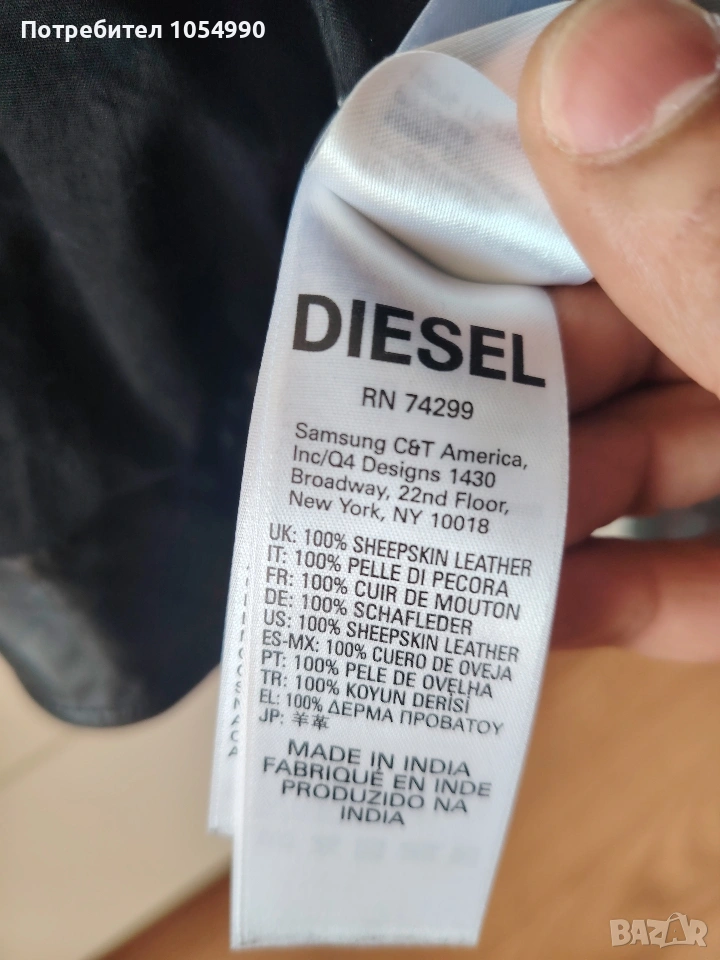 Потребител 1054990
DIESEL
RN 74299
Samsung C&T America,
Inc/Q4 Designs 1430
Broadway, 22nd Floor,
New York, NY 10018
UK: 100% SHEEPSKIN LEATHER
IT: 100% PELLE DI PECORA
FR: 100% CUIR DE MOUTON
DE: 100% SCHAFLEDER
US: 100% SHEEPSKIN LEATHER
ES-MX: 100% CUERO DE OVEJA
PT: 100% PELE DE OVELHA
TR: 100% KOYUN DERİSİ
EL: 100% ΔΕΡΜΑ ΠΡΟΒΑΤΟΥ
JP: 羊革
MADE IN INDIA
FABRIQUÉ EN INDE
PRODUZIDO NA
INDIA
BAZAR